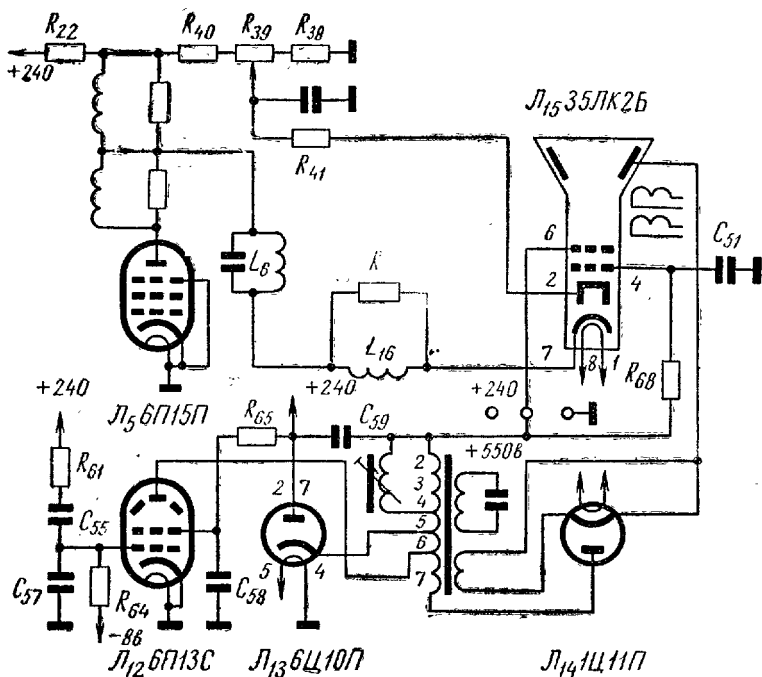 R22
R40
R39
R38
+240
Л15 35ЛК2Б
R41
C51
6
L6
R
2
4
L16
7
8
1
+240
+240
+240
R68
Л5 6П15П
R65
C59
+550в
R61
2
7
2
3
4
C55
5
6
5
4
7
C57
R64
C58
-8в
Л12 6П13С
Л13 6Ц10П
Л14 1Ц11П